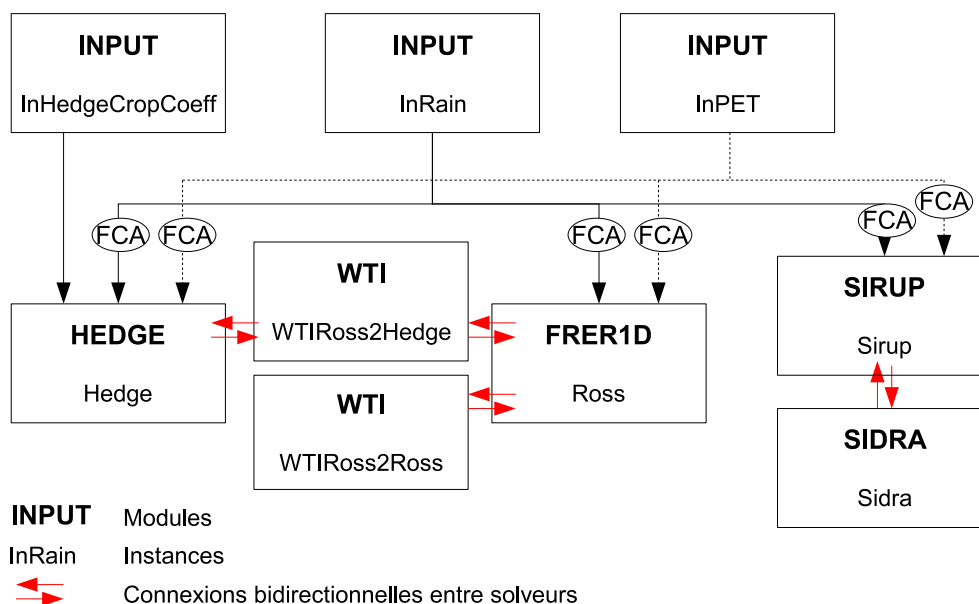 INPUT
InHedgeCropCoeff
INPUT
InRain
INPUT
InPET
FCA
FCA
FCA
FCA
FCA
FCA
HEDGE
Hedge
WTI
WTIRoss2Hedge
WTI
WTIRoss2Ross
FRER1D
Ross
SIRUP
Sirup
SIDRA
Sidra
INPUT Modules
InRain Instances
Connexions bidirectionnelles entre solveurs